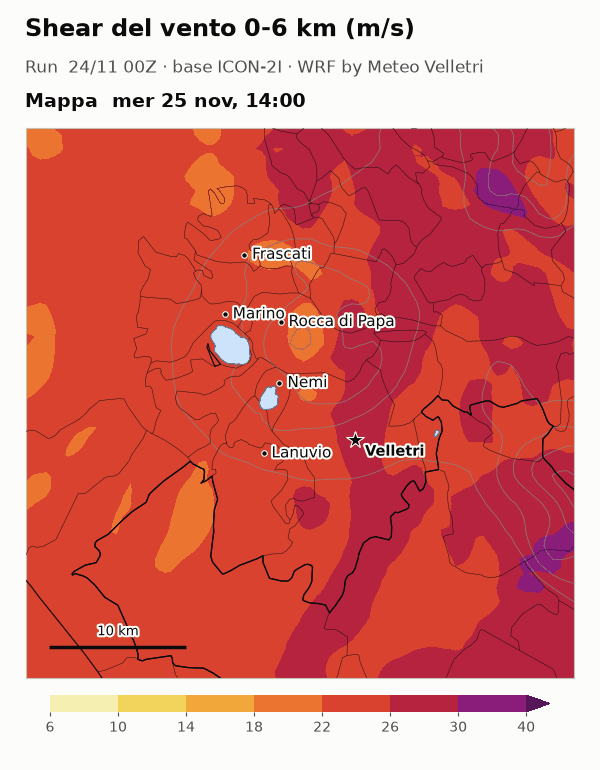 Shear del vento 0-6 km (m/s)
Run  24/11 00Z · base ICON-2I · WRF by Meteo Velletri
Mappa  mer 25 nov, 14:00
Frascati
Marino
Rocca di Papa
Nemi
Velletri
Lanuvio
10 km
6 10 14 18 22 26 30 40